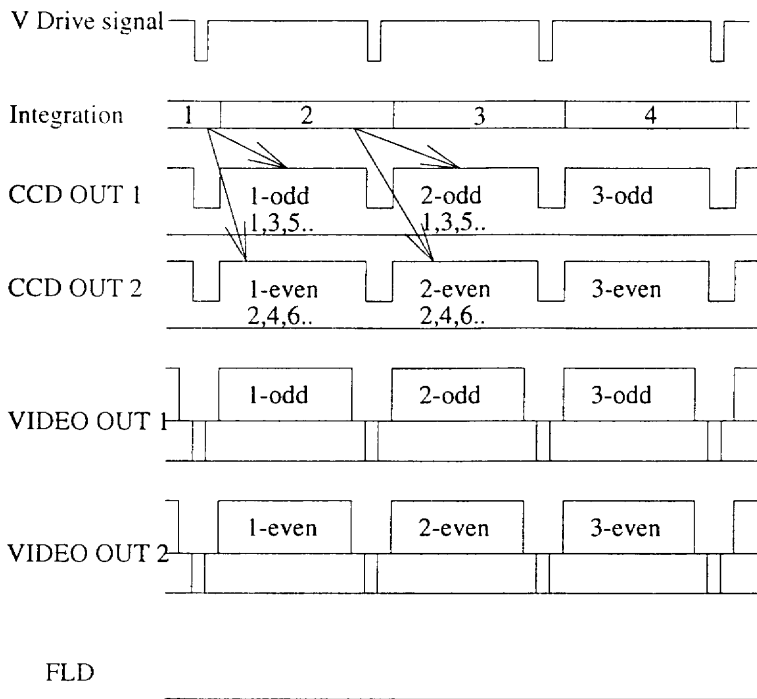 V Drive signal
Integration 1 2 3 4
CCD OUT 1 1-odd 2-odd 3-odd
1,3,5.. 1,3,5..
CCD OUT 2 1-even 2-even 3-even
2,4,6.. 2,4,6..
1-odd 2-odd 3-odd
VIDEO OUT 1
1-even 2-even 3-even
VIDEO OUT 2
FLD